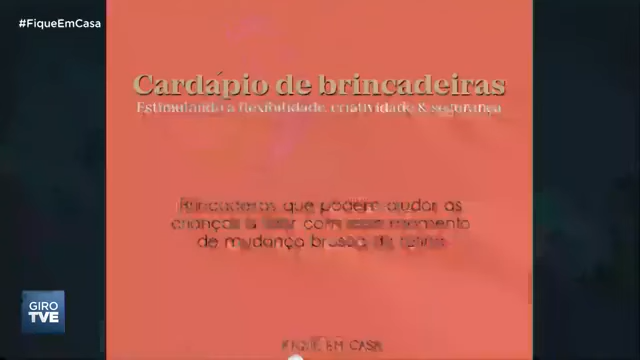 #FiqueEmCasa
Cardápio de brincadeiras
Estimulando a flexibilidade, criatividade & segurança
Brincadeiras que podem ajudar as
crianças a lidar com esse momento
de mudança brusca de rotina
FIQUE EM CASA
GIRO
TVE